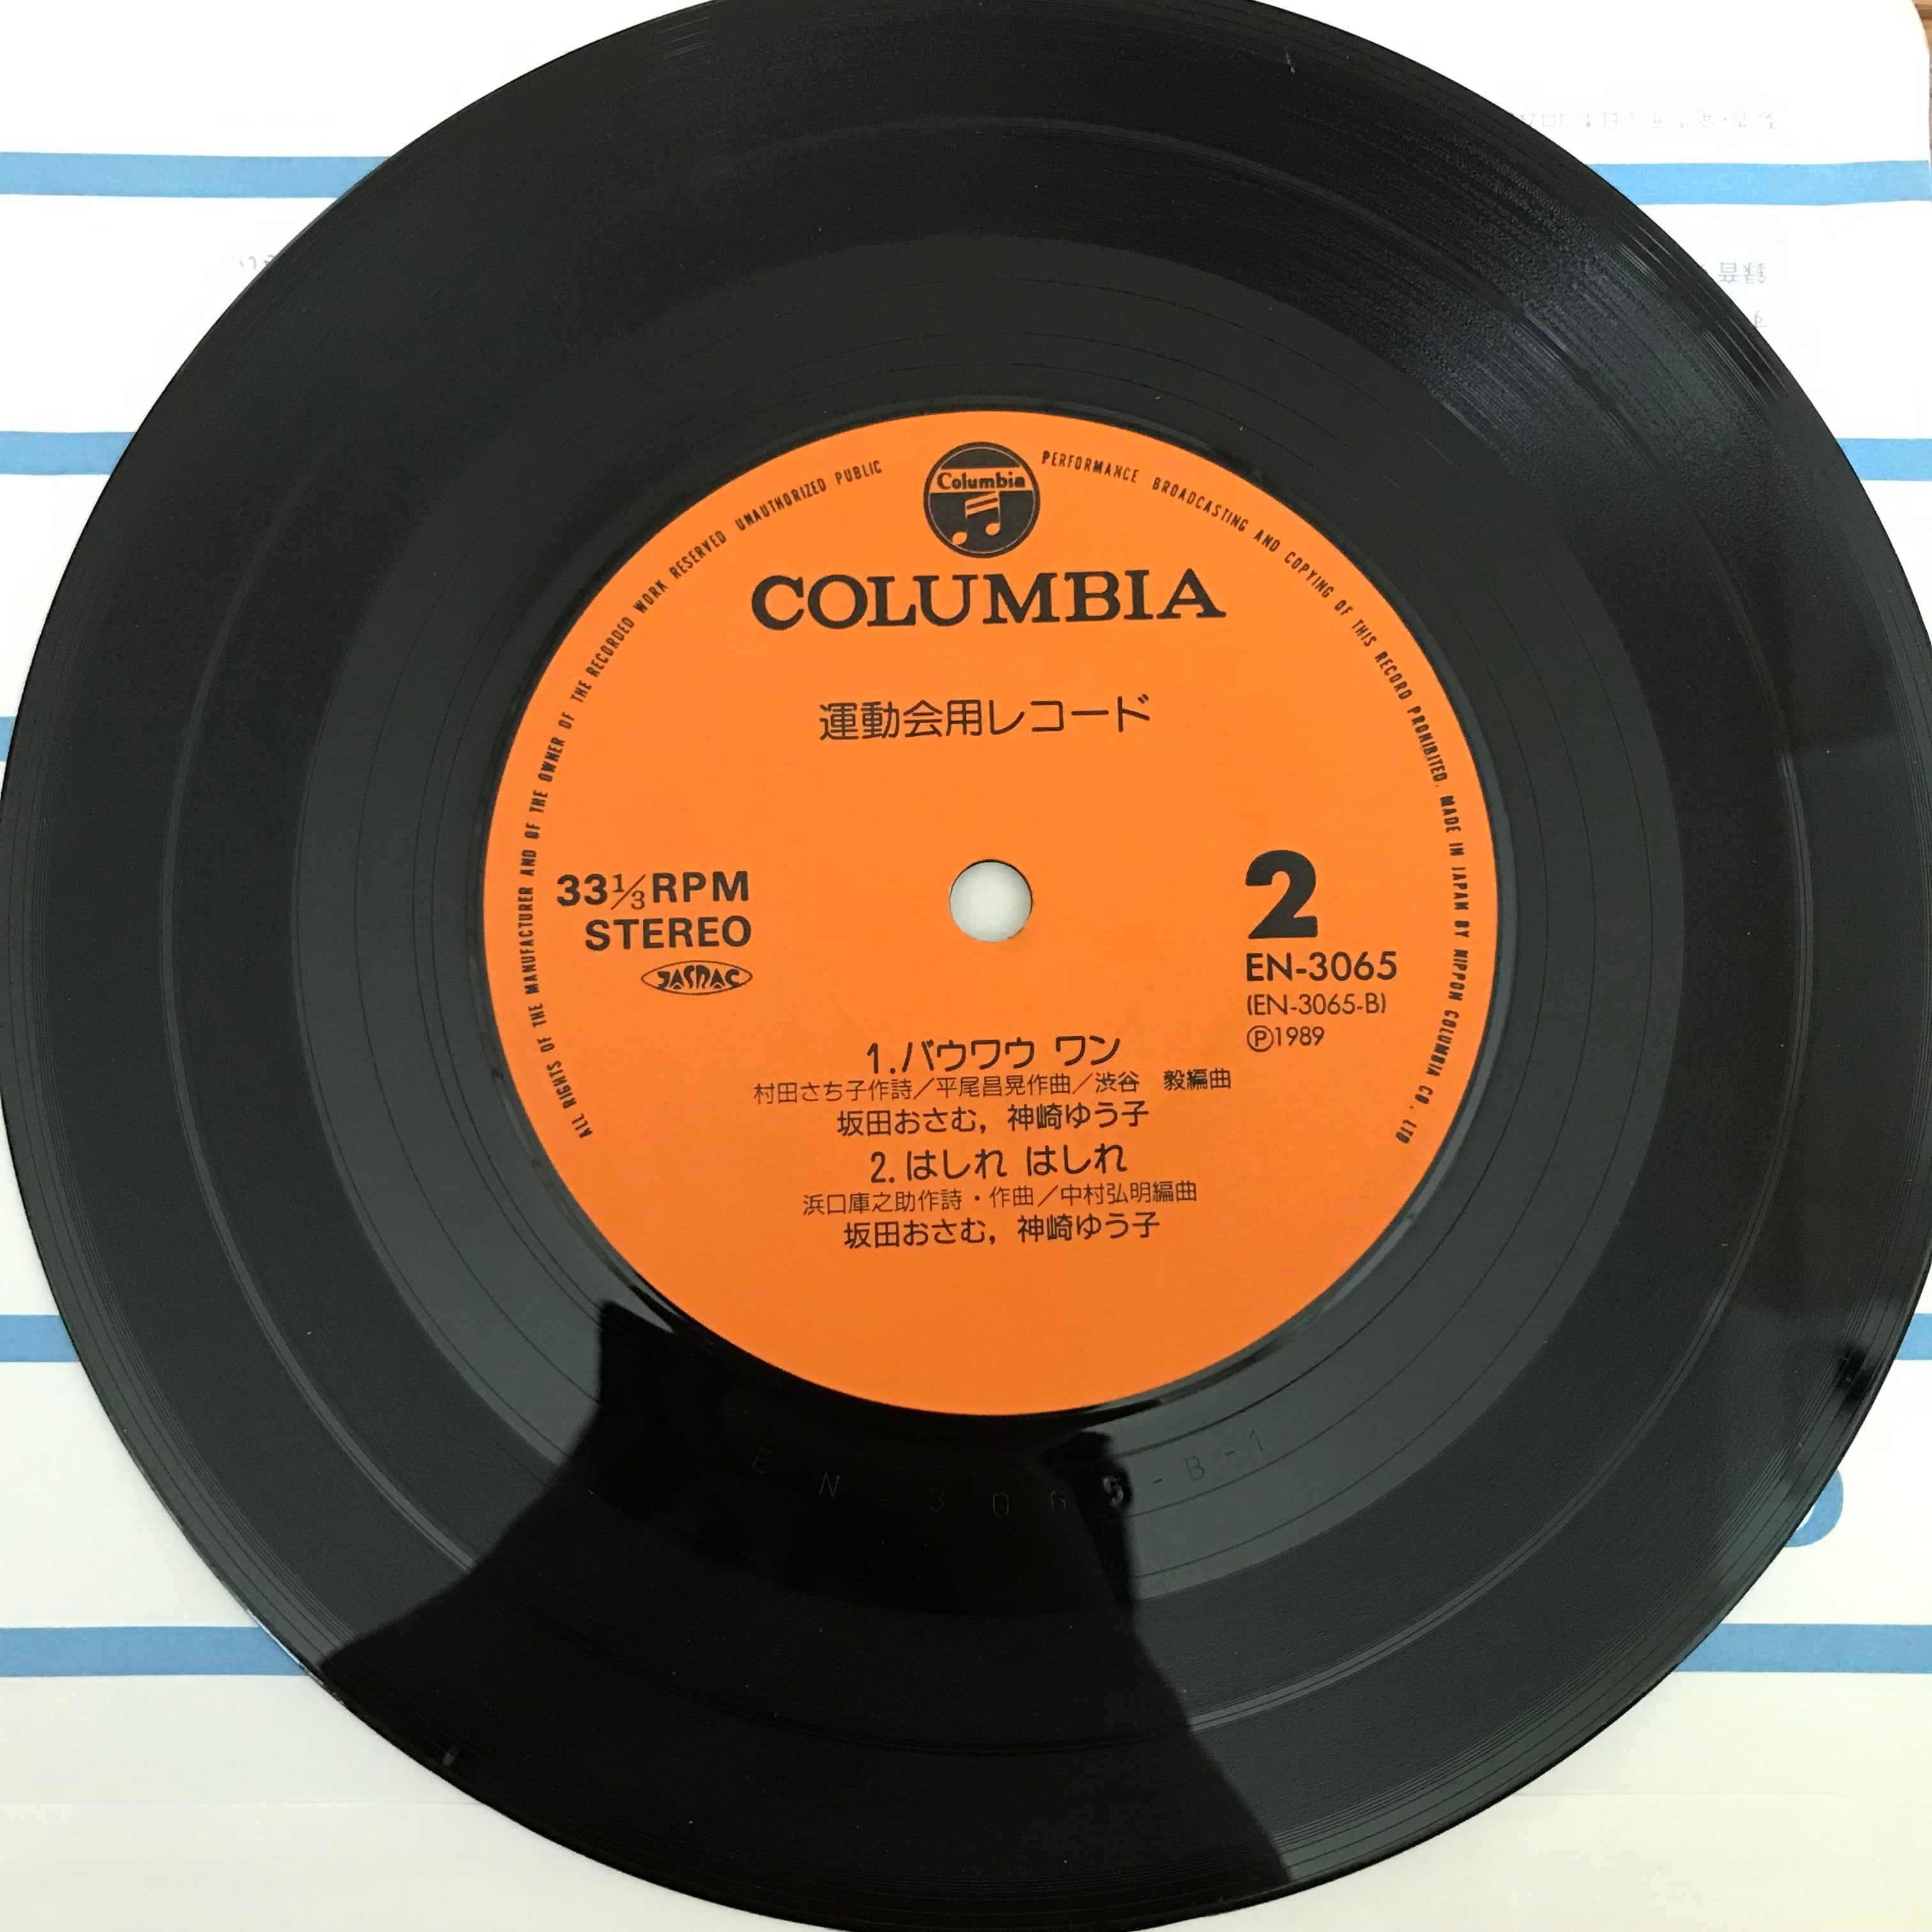 ALL RIGHTS OF THE MANUFACTURER AND OF THE OWNER OF THE RECORDED WORK RESERVED UNAUTHORIZED PUBLIC PERFORMANCE BROADCASTING AND COPYING OF THIS RECORD PROHIBITED. MADE IN JAPAN BY NIPPON COLUMBIA CO., LTD
Columbia
COLUMBIA
運動会用レコード
33⅓RPM
STEREO
JASRAC
2
EN-3065
(EN-3065-B)
Ⓟ1989
1.バウワウ ワン
村田さち子作詩／平尾昌晃作曲／渋谷 毅編曲
坂田おさむ，神崎ゆう子
2.はしれ はしれ
浜口庫之助作詩・作曲／中村弘明編曲
坂田おさむ，神崎ゆう子
EN-3065-B-1
録音